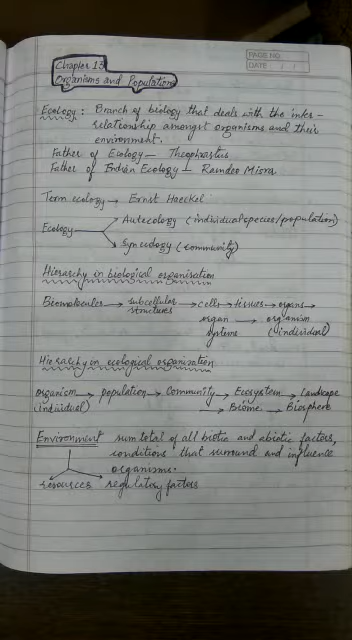 PAGE NO.
DATE / /
Chapter 13
Organisms and Population
Ecology : Branch of biology that deals with the inter-
relationship amongst organisms and their
environment.
Father of Ecology — Theophrastus
Father of Indian Ecology — Ramdeo Misra
Term ecology → Ernst Haeckel
Autecology (individual species/population)
Ecology
Synecology (community)
Hierarchy in biological organisation
Biomolecules → subcellular structures → cells → tissues → organs →
organ systems → organism (individual)
Hierarchy in ecological organisation
organism (individual) → population → Community → Ecosystem → Landscape
→ Biome → Biosphere
Environment sum total of all biotic and abiotic factors,
conditions that surround and influence
organisms.
resources regulatory factors